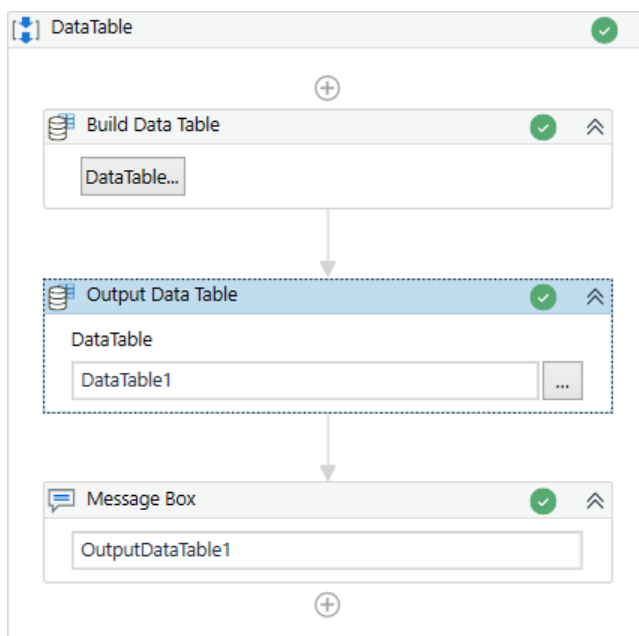 DataTable
Build Data Table
DataTable...
Output Data Table
DataTable
DataTable1
...
Message Box
OutputDataTable1